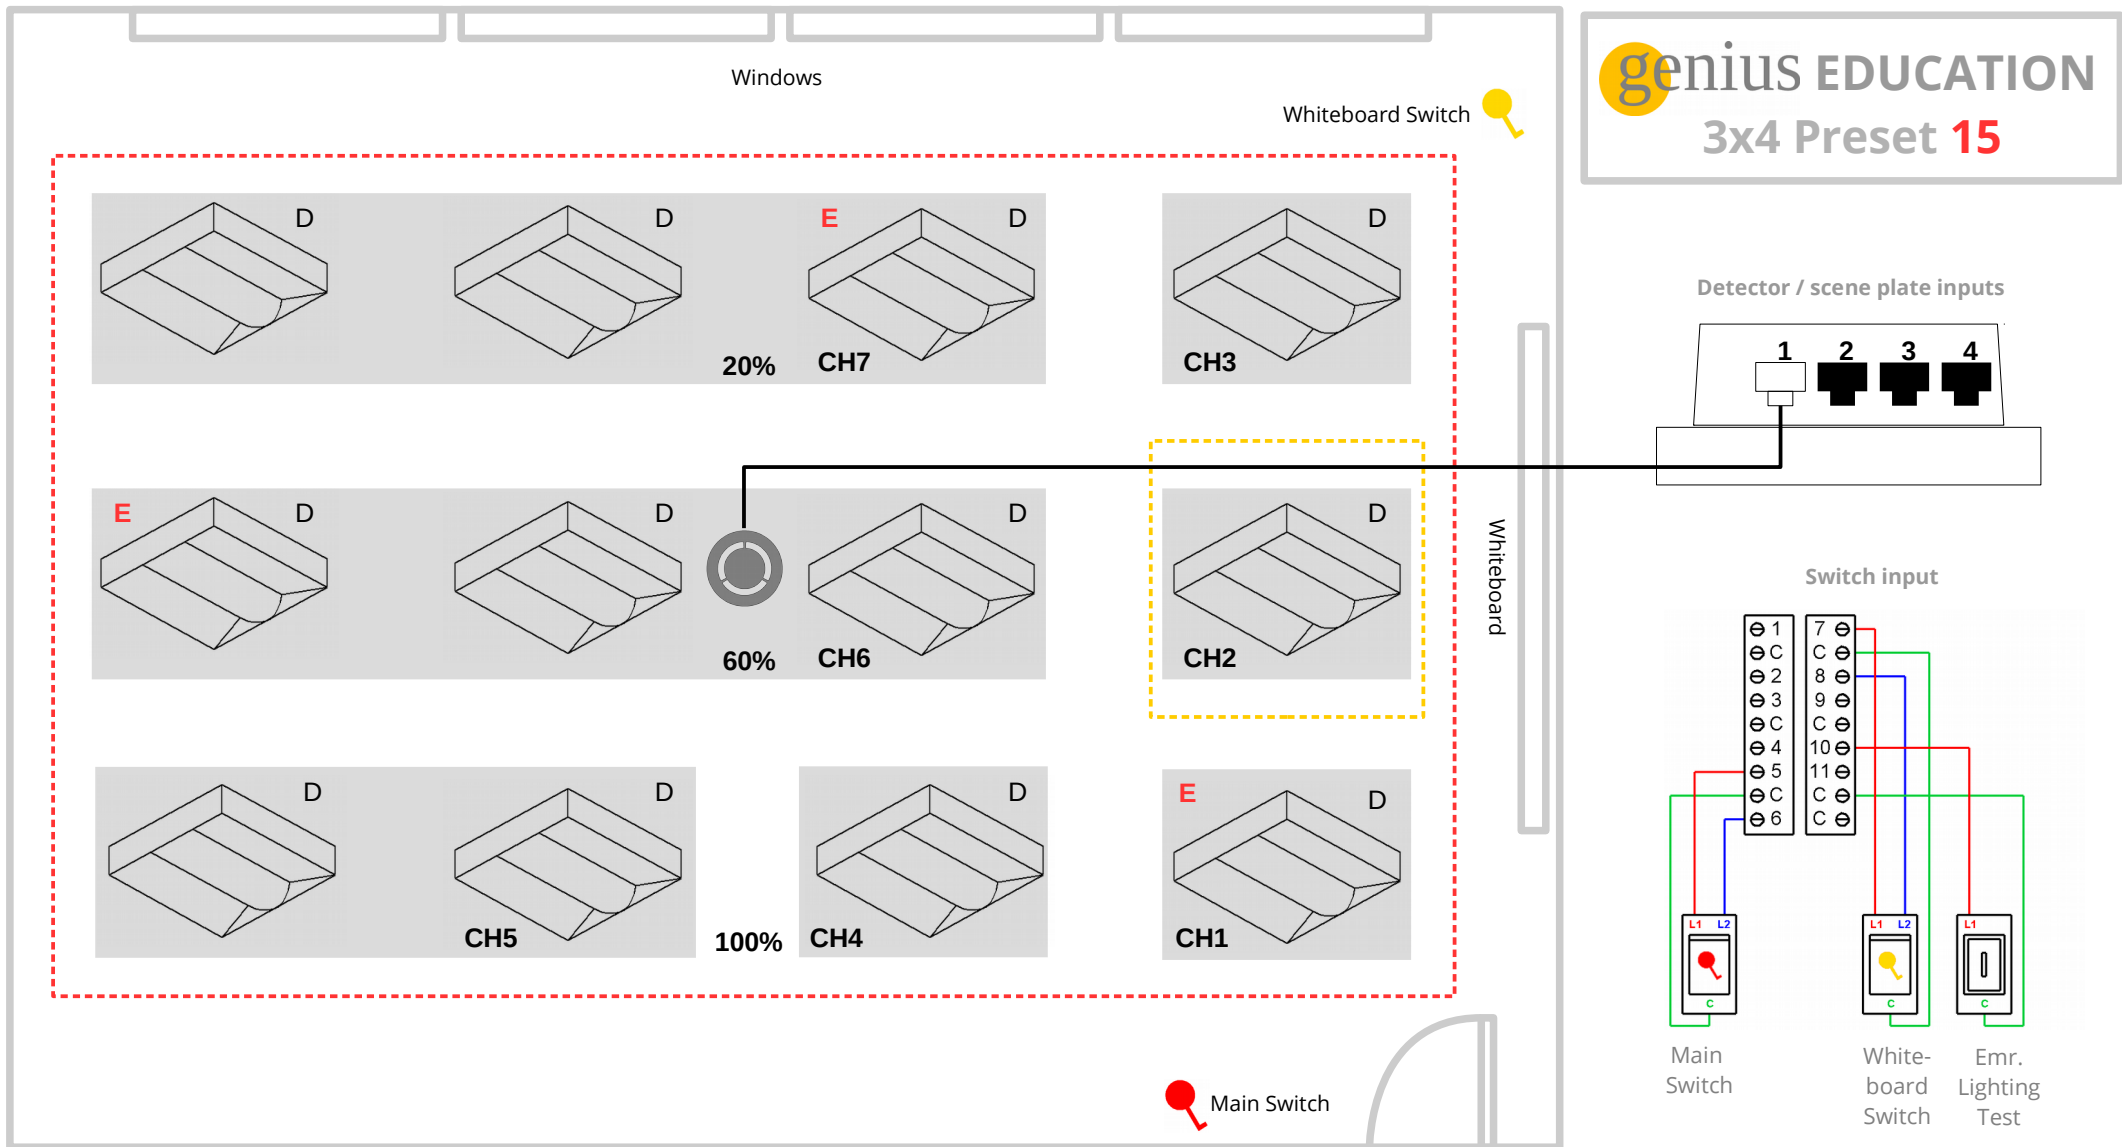 Windows
Whiteboard Switch
genius EDUCATION
3x4 Preset 15
D
D
E
D
D
20%
CH7
CH3
E
D
D
D
D
60%
CH6
CH2
Whiteboard
D
D
D
E
D
CH5
100%
CH4
CH1
Main Switch
Detector / scene plate inputs
1 2 3 4
Switch input
1 7
C C
2 8
3 9
C C
4 10
5 11
C C
6 C
L1 L2
C
L1 L2
C
L1
C
Main
Switch
White-
board
Switch
Emr.
Lighting
Test